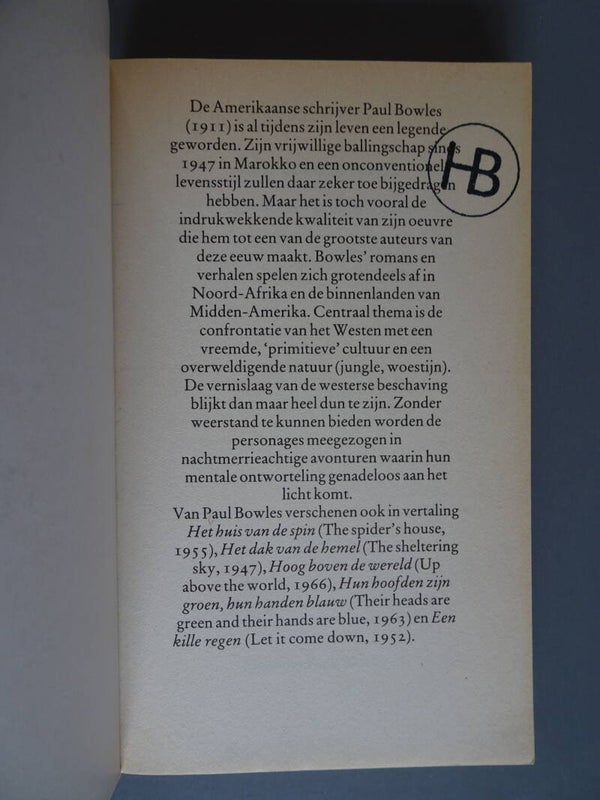 De Amerikaanse schrijver Paul Bowles
(1911) is al tijdens zijn leven een legende
geworden. Zijn vrijwillige ballingschap sinds
1947 in Marokko en een onconventionele
levensstijl zullen daar zeker toe bijgedragen
hebben. Maar het is toch vooral de
indrukwekkende kwaliteit van zijn oeuvre
die hem tot een van de grootste auteurs van
deze eeuw maakt. Bowles' romans en
verhalen spelen zich grotendeels af in
Noord-Afrika en de binnenlanden van
Midden-Amerika. Centraal thema is de
confrontatie van het Westen met een
vreemde, 'primitieve' cultuur en een
overweldigende natuur (jungle, woestijn).
De vernislaag van de westerse beschaving
blijkt dan maar heel dun te zijn. Zonder
weerstand te kunnen bieden worden de
personages meegezogen in
nachtmerrieachtige avonturen waarin hun
mentale ontworteling genadeloos aan het
licht komt.
Van Paul Bowles verschenen ook in vertaling
Het huis van de spin (The spider's house,
1955), Het dak van de hemel (The sheltering
sky, 1947), Hoog boven de wereld (Up
above the world, 1966), Hun hoofden zijn
groen, hun handen blauw (Their heads are
green and their hands are blue, 1963) en Een
kille regen (Let it come down, 1952).
HB